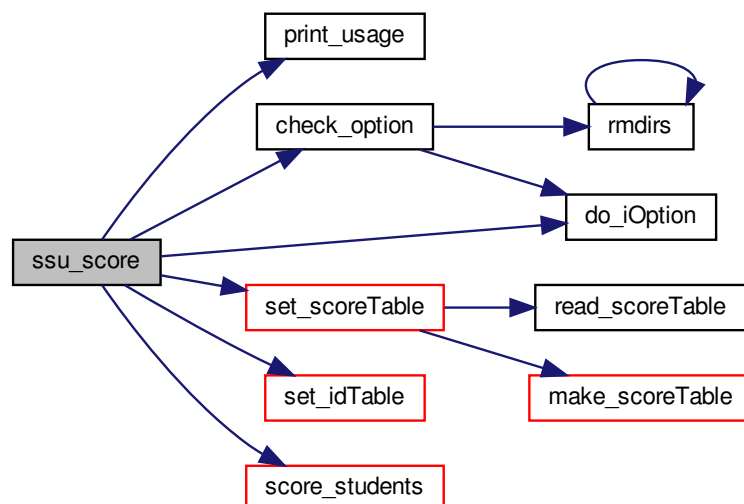 print_usage
check_option
rmdirs
do_iOption
ssu_score
set_scoreTable
read_scoreTable
set_idTable
make_scoreTable
score_students